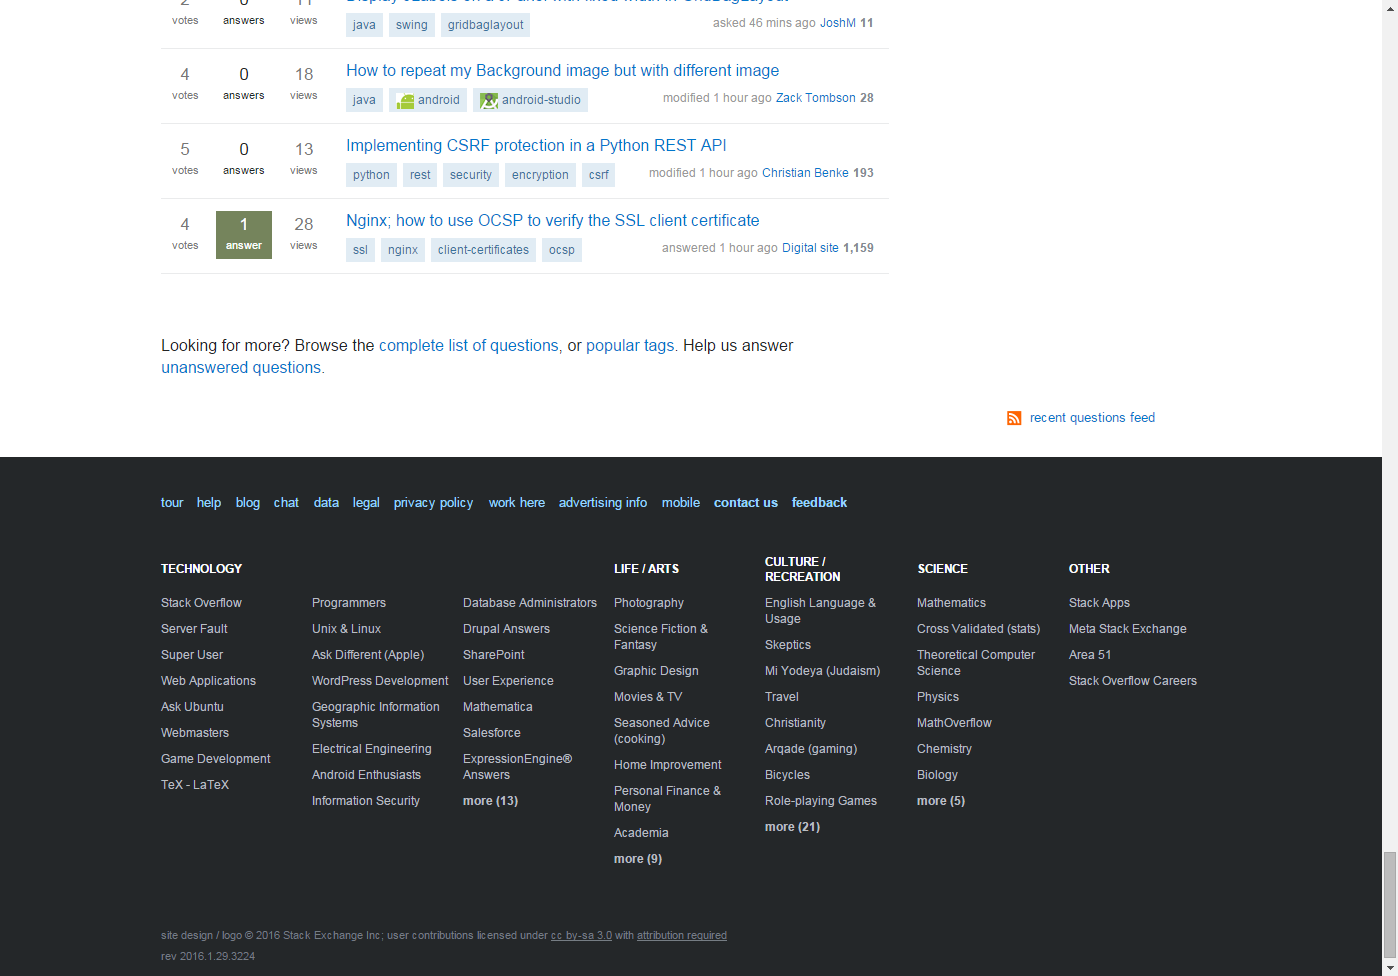 2 0 11
Display JLabels on a JPanel with fixed width in GridBagLayout
votes answers views
java swing gridbaglayout
asked 46 mins ago JoshM 11
4 0 18
votes answers views
How to repeat my Background image but with different image
java android android-studio
modified 1 hour ago Zack Tombson 28
5 0 13
votes answers views
Implementing CSRF protection in a Python REST API
python rest security encryption csrf
modified 1 hour ago Christian Benke 193
4 1 28
votes answer views
Nginx; how to use OCSP to verify the SSL client certificate
ssl nginx client-certificates ocsp
answered 1 hour ago Digital site 1,159
Looking for more? Browse the complete list of questions, or popular tags. Help us answer
unanswered questions.
recent questions feed
tour help blog chat data legal privacy policy work here advertising info mobile contact us feedback
TECHNOLOGY
Stack Overflow
Server Fault
Super User
Web Applications
Ask Ubuntu
Webmasters
Game Development
TeX - LaTeX
Programmers
Unix & Linux
Ask Different (Apple)
WordPress Development
Geographic Information
Systems
Electrical Engineering
Android Enthusiasts
Information Security
Database Administrators
Drupal Answers
SharePoint
User Experience
Mathematica
Salesforce
ExpressionEngine®
Answers
more (13)
LIFE / ARTS
Photography
Science Fiction &
Fantasy
Graphic Design
Movies & TV
Seasoned Advice
(cooking)
Home Improvement
Personal Finance &
Money
Academia
more (9)
CULTURE /
RECREATION
English Language &
Usage
Skeptics
Mi Yodeya (Judaism)
Travel
Christianity
Arqade (gaming)
Bicycles
Role-playing Games
more (21)
SCIENCE
Mathematics
Cross Validated (stats)
Theoretical Computer
Science
Physics
MathOverflow
Chemistry
Biology
more (5)
OTHER
Stack Apps
Meta Stack Exchange
Area 51
Stack Overflow Careers
site design / logo © 2016 Stack Exchange Inc; user contributions licensed under cc by-sa 3.0 with attribution required
rev 2016.1.29.3224